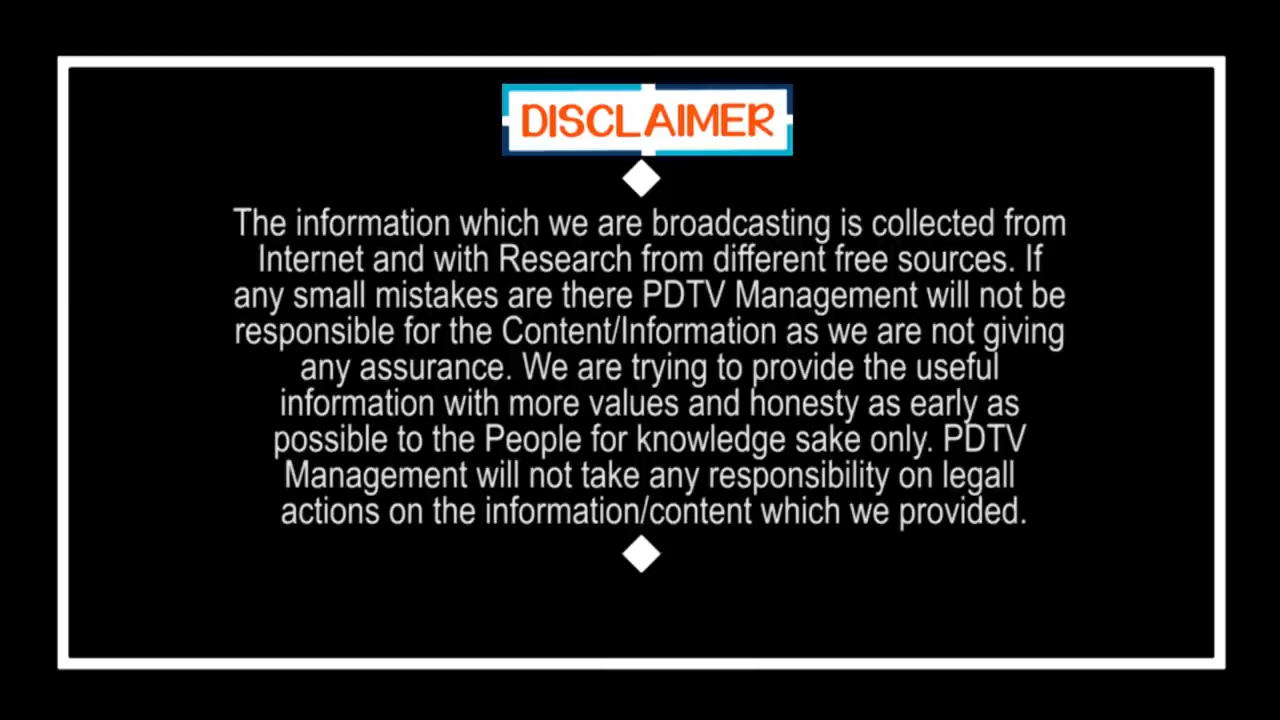 DISCLAIMER
The information which we are broadcasting is collected from
Internet and with Research from different free sources. If
any small mistakes are there PDTV Management will not be
responsible for the Content/Information as we are not giving
any assurance. We are trying to provide the useful
information with more values and honesty as early as
possible to the People for knowledge sake only. PDTV
Management will not take any responsibility on legall
actions on the information/content which we provided.